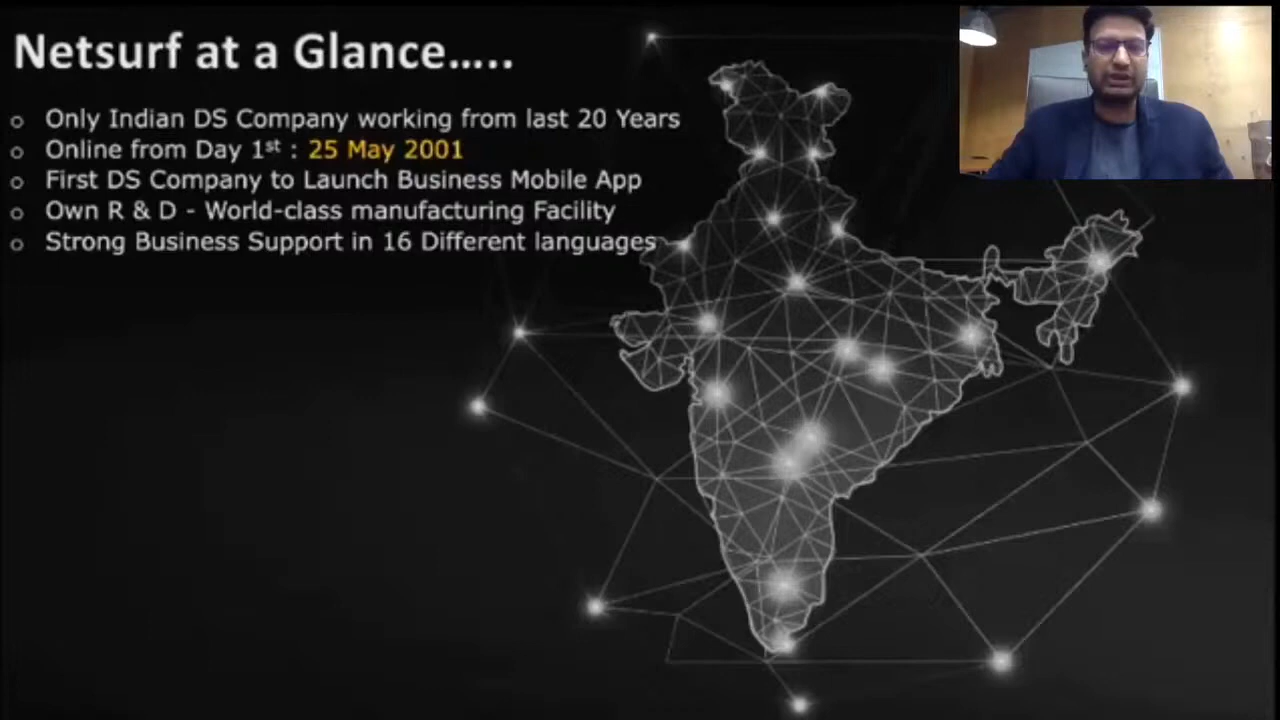 Netsurf at a Glance.....
o Only Indian DS Company working from last 20 Years
o Online from Day 1st : 25 May 2001
o First DS Company to Launch Business Mobile App
o Own R & D - World-class manufacturing Facility
o Strong Business Support in 16 Different languages